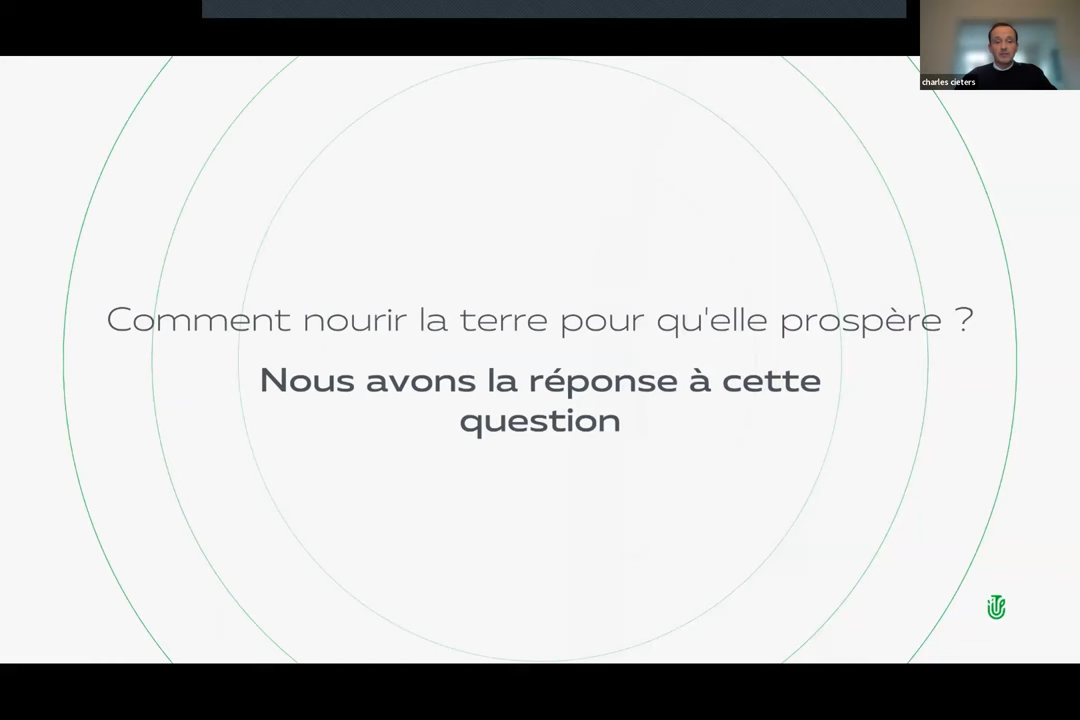 charles cieters
Comment nourir la terre pour qu'elle prospère ?
Nous avons la réponse à cette
question